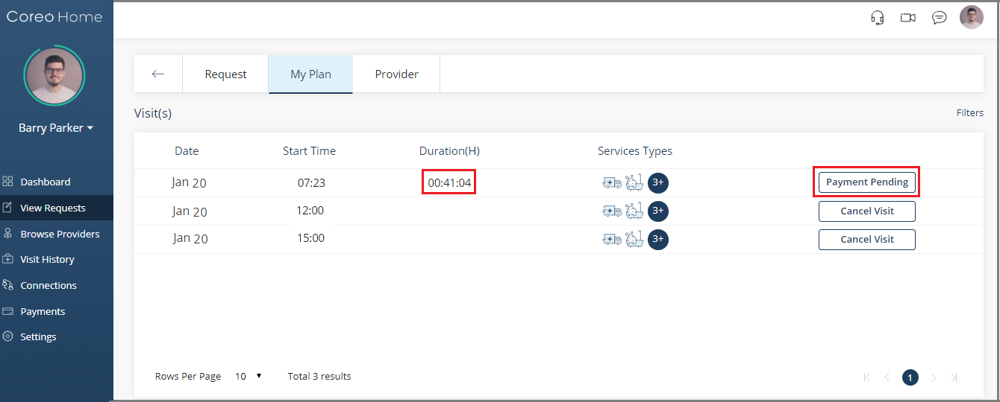 Coreo Home
Barry Parker
Dashboard
View Requests
Browse Providers
Visit History
Connections
Payments
Settings
Request My Plan Provider
Visit(s) Filters
Date Start Time Duration(H) Services Types
Jan 20 07:23 00:41:04 3+ Payment Pending
Jan 20 12:00 3+ Cancel Visit
Jan 20 15:00 3+ Cancel Visit
Rows Per Page 10 Total 3 results 1